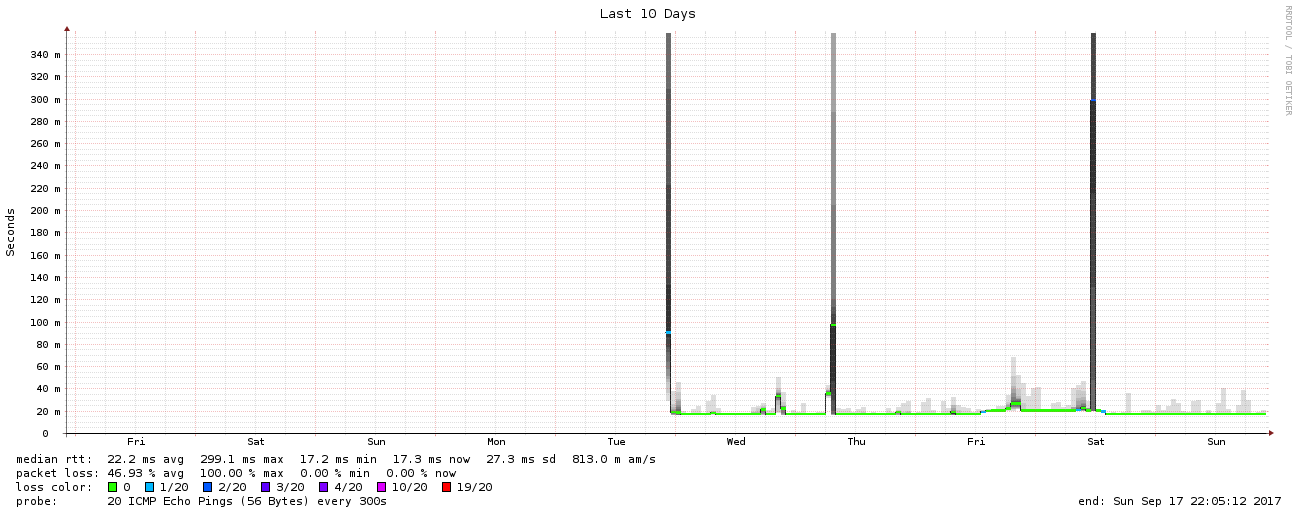 Last 10 Days
RRDTOOL / TOBI OETIKER
Seconds
340 m
320 m
300 m
280 m
260 m
240 m
220 m
200 m
180 m
160 m
140 m
120 m
100 m
80 m
60 m
40 m
20 m
0
Fri Sat Sun Mon Tue Wed Thu Fri Sat Sun
median rtt: 22.2 ms avg 299.1 ms max 17.2 ms min 17.3 ms now 27.3 ms sd 813.0 m am/s
packet loss: 46.93 % avg 100.00 % max 0.00 % min 0.00 % now
loss color: 0 1/20 2/20 3/20 4/20 10/20 19/20
probe: 20 ICMP Echo Pings (56 Bytes) every 300s end: Sun Sep 17 22:05:12 2017